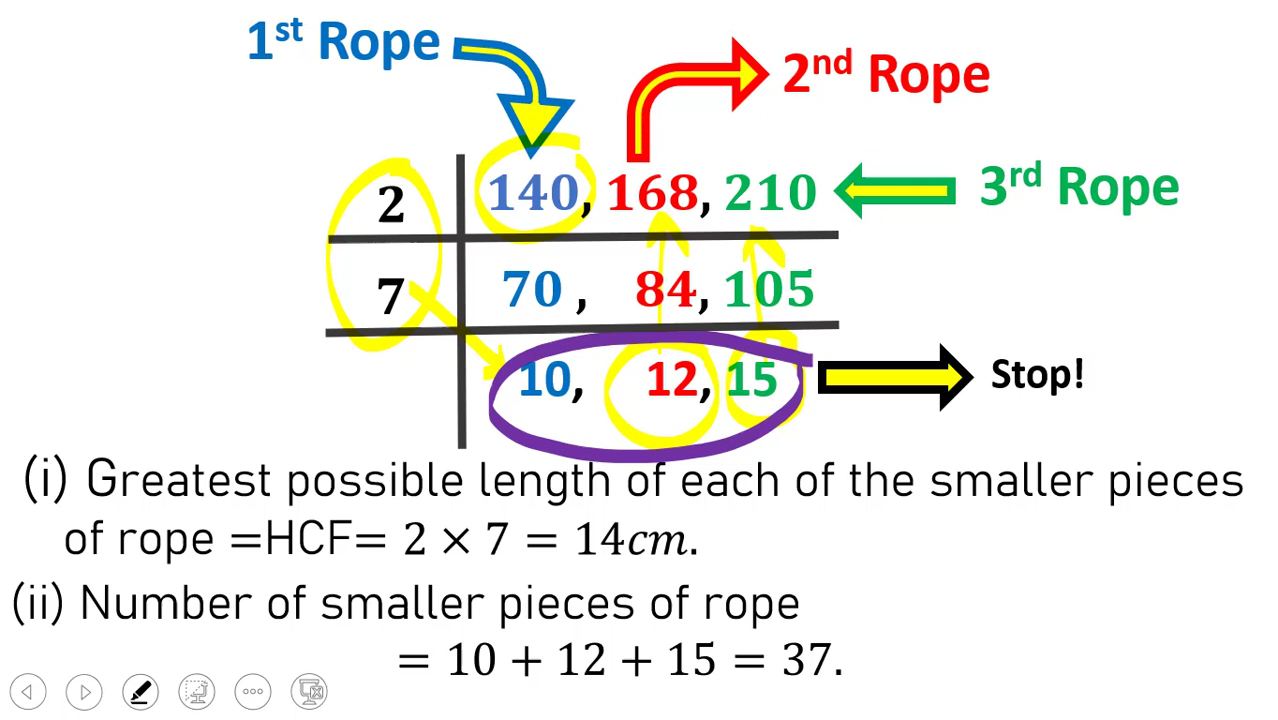 1st Rope
2nd Rope
2 140, 168, 210 3rd Rope
7 70 , 84, 105
10, 12, 15 Stop!
(i) Greatest possible length of each of the smaller pieces
of rope =HCF= 2 × 7 = 14cm.
(ii) Number of smaller pieces of rope
= 10 + 12 + 15 = 37.